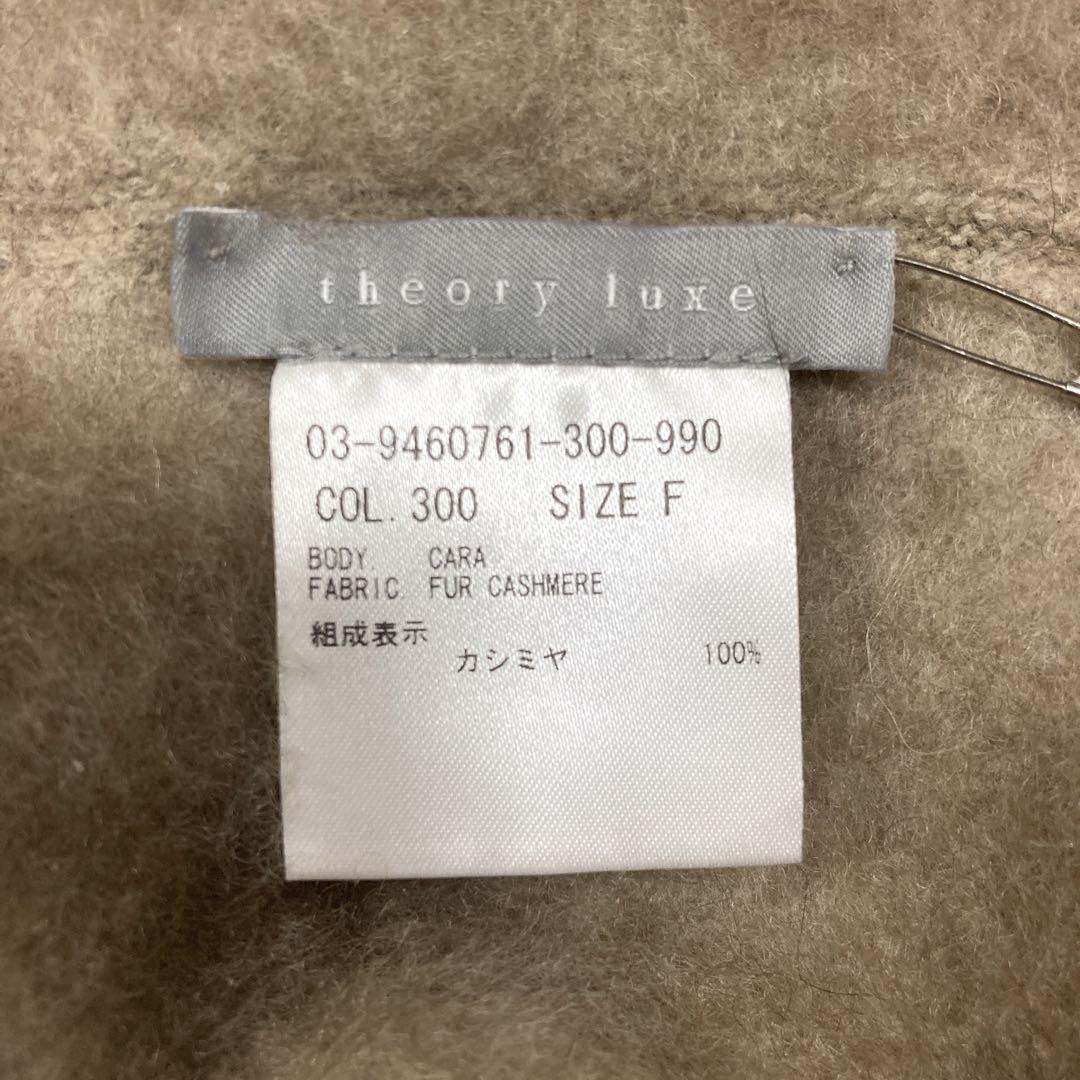 theory luxe
03-9460761-300-990
COL. 300 SIZE F
BODY CARA
FABRIC FUR CASHMERE
組成表示
カシミヤ 100%